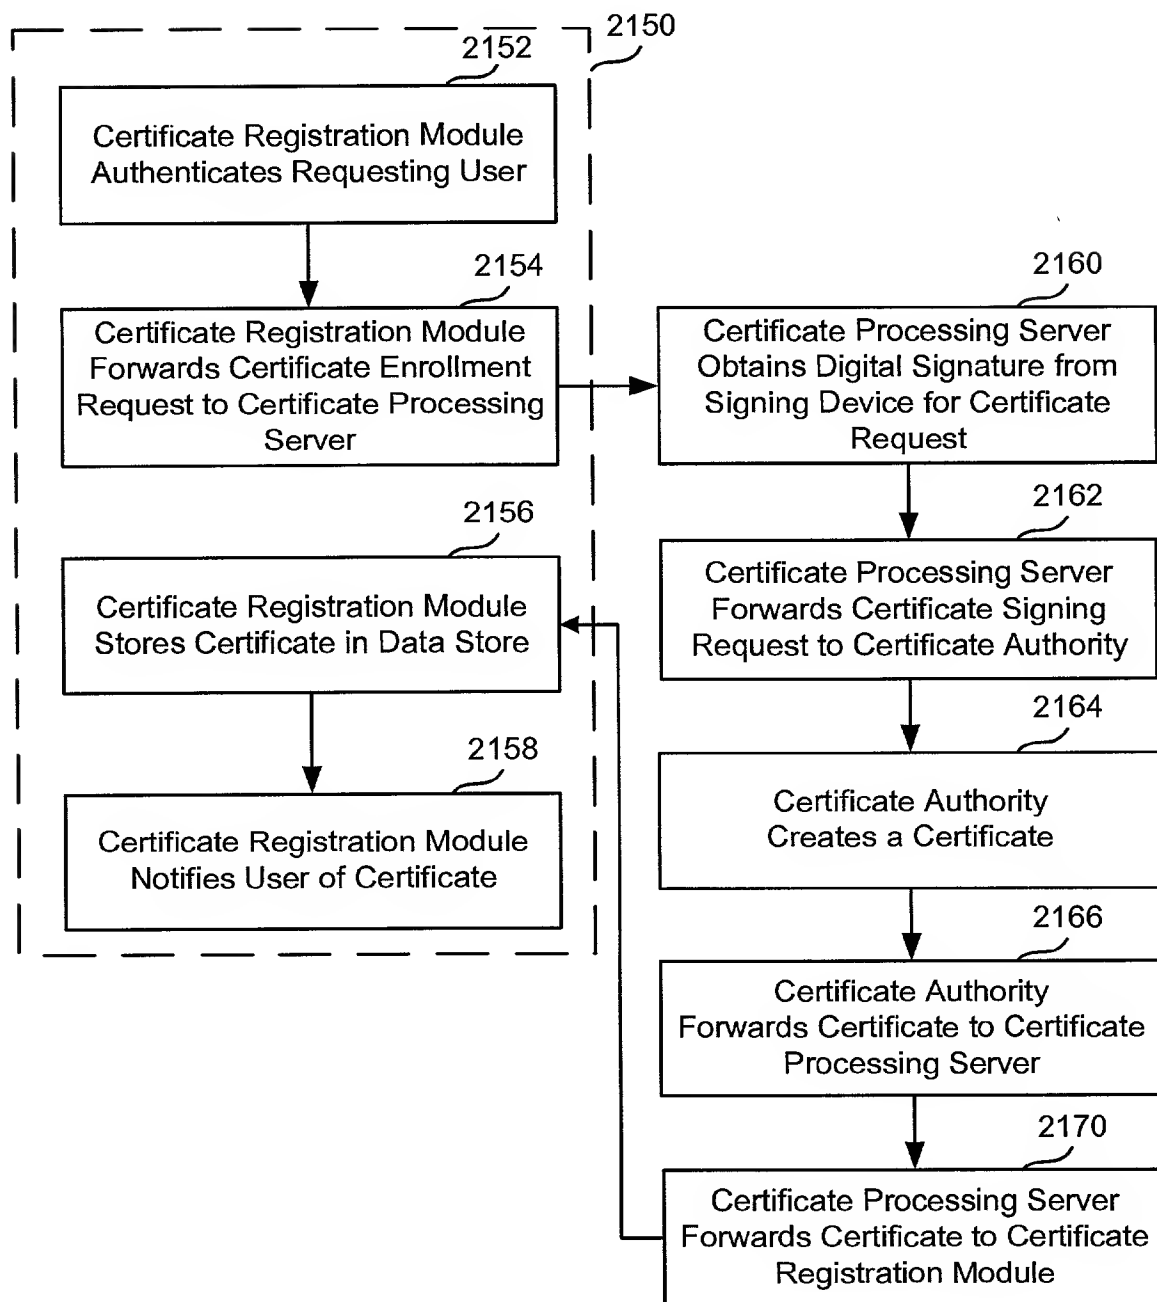 2150
2152
Certificate Registration Module
Authenticates Requesting User
2154
Certificate Registration Module
Forwards Certificate Enrollment
Request to Certificate Processing
Server
2156
Certificate Registration Module
Stores Certificate in Data Store
2158
Certificate Registration Module
Notifies User of Certificate
2160
Certificate Processing Server
Obtains Digital Signature from
Signing Device for Certificate
Request
2162
Certificate Processing Server
Forwards Certificate Signing
Request to Certificate Authority
2164
Certificate Authority
Creates a Certificate
2166
Certificate Authority
Forwards Certificate to Certificate
Processing Server
2170
Certificate Processing Server
Forwards Certificate to Certificate
Registration Module